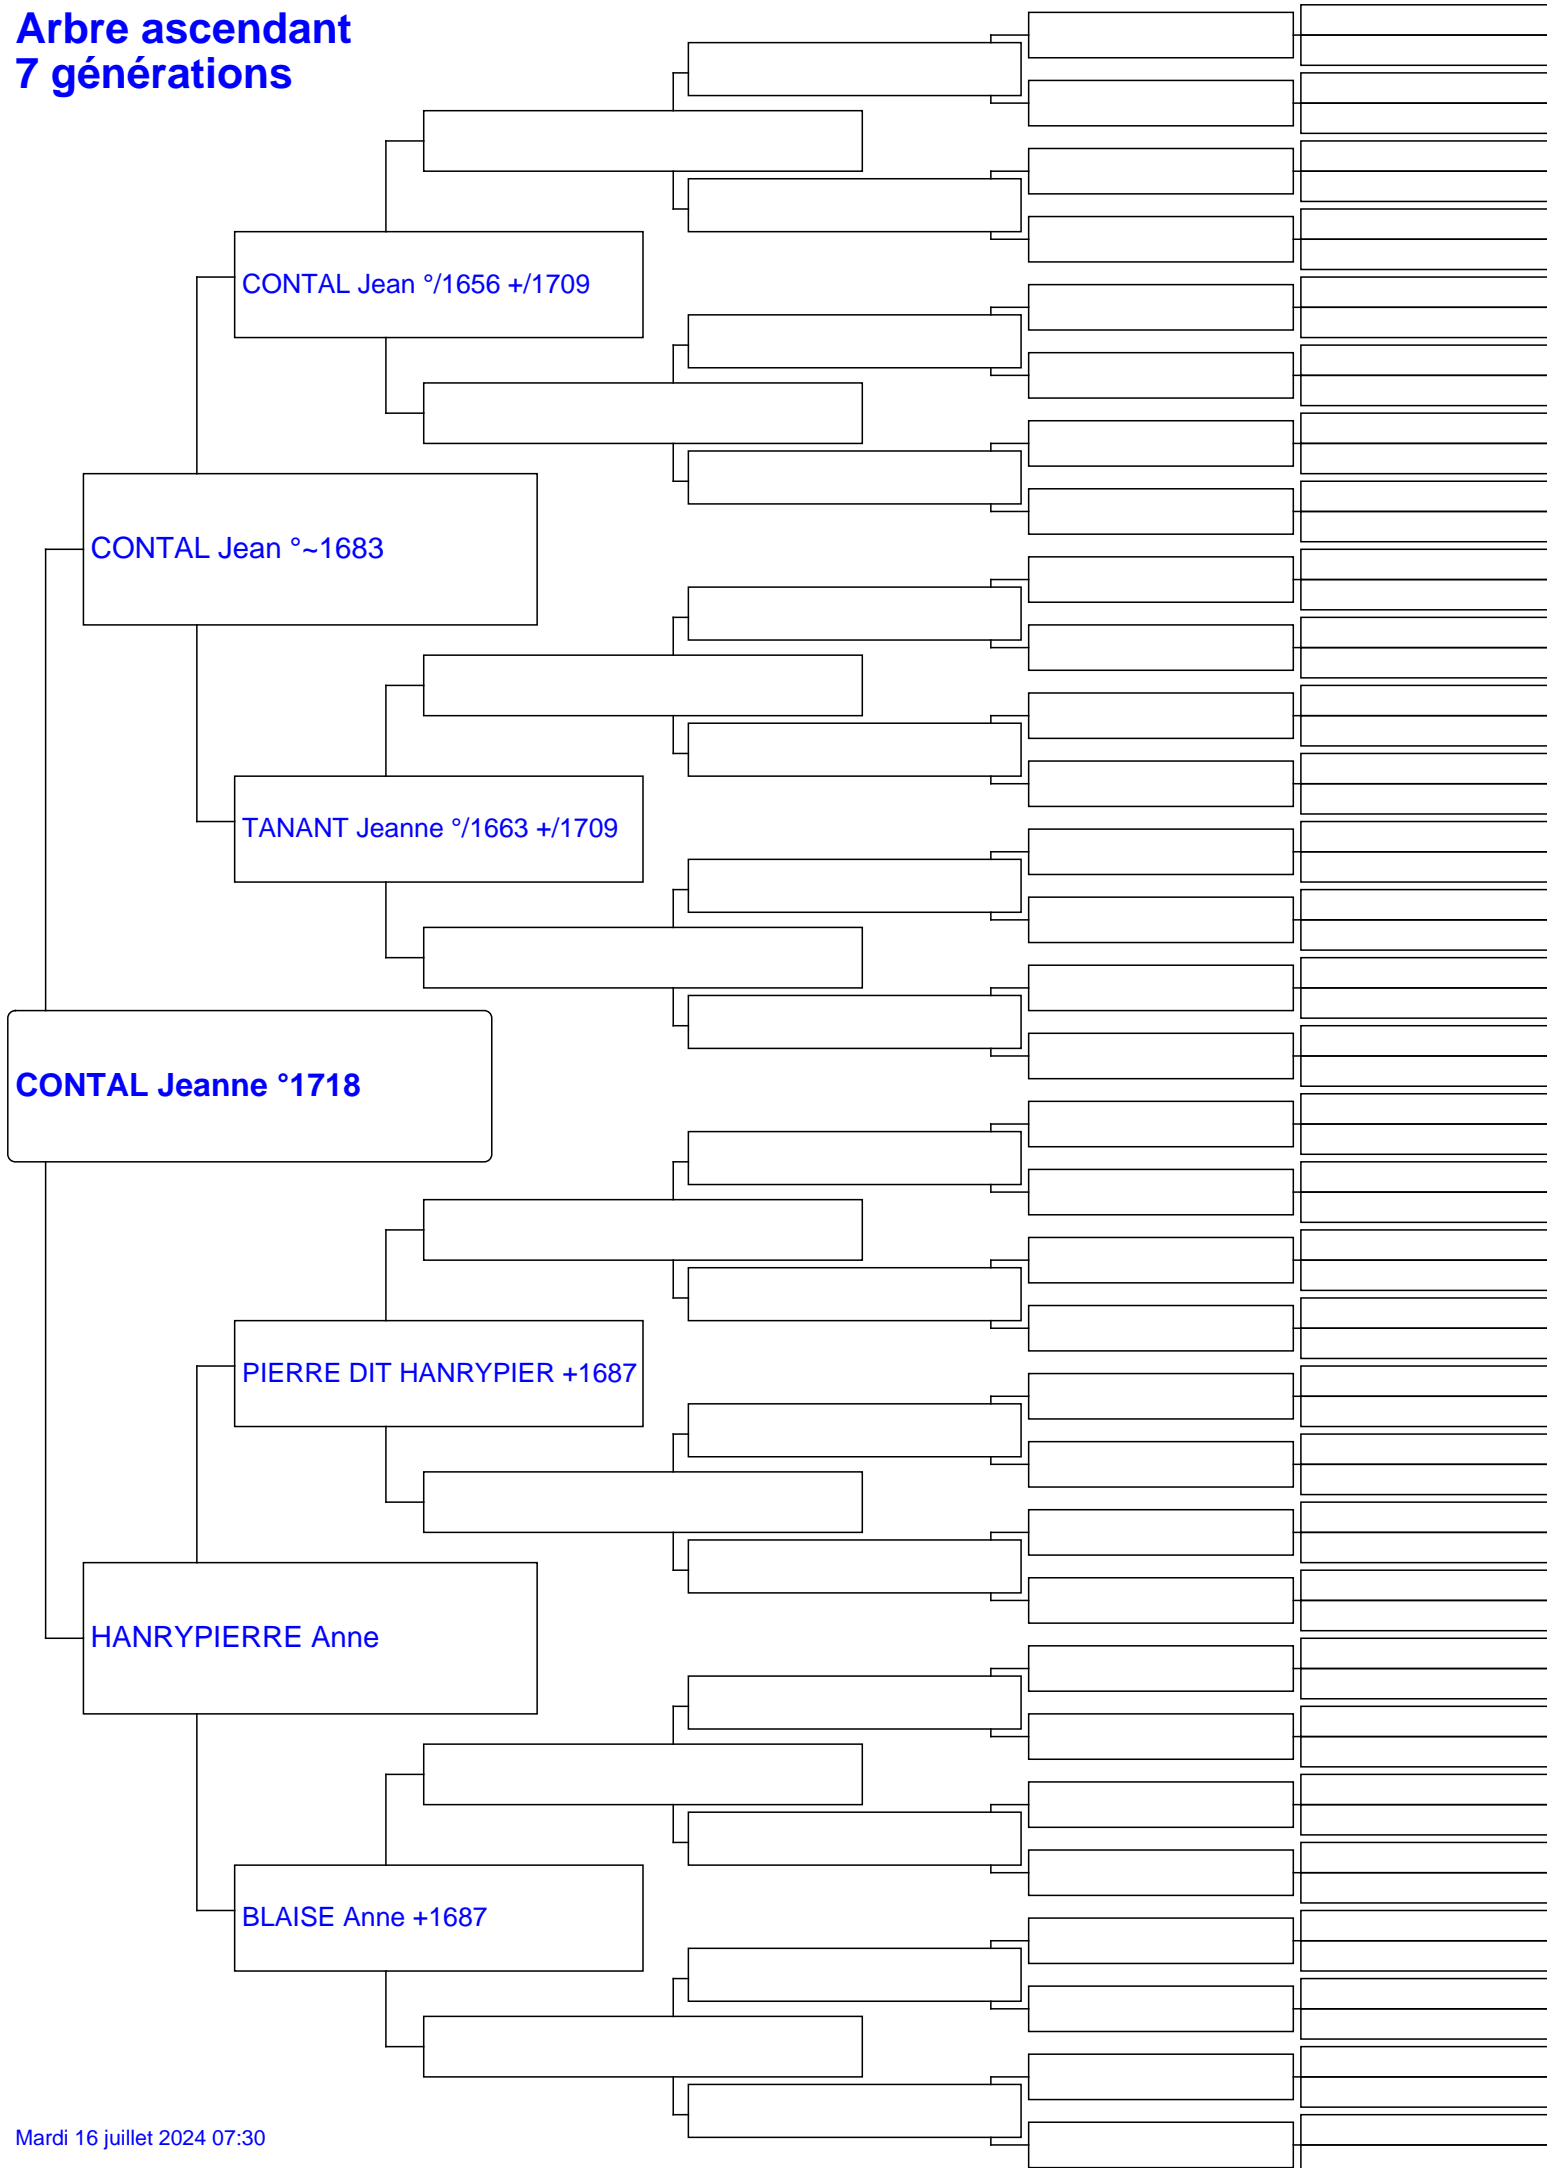 Arbre ascendant
7 générations
CONTAL Jean °/1656 +/1709
CONTAL Jean °~1683
TANANT Jeanne °/1663 +/1709
CONTAL Jeanne °1718
PIERRE DIT HANRYPIER +1687
HANRYPIERRE Anne
BLAISE Anne +1687
Mardi 16 juillet 2024 07:30